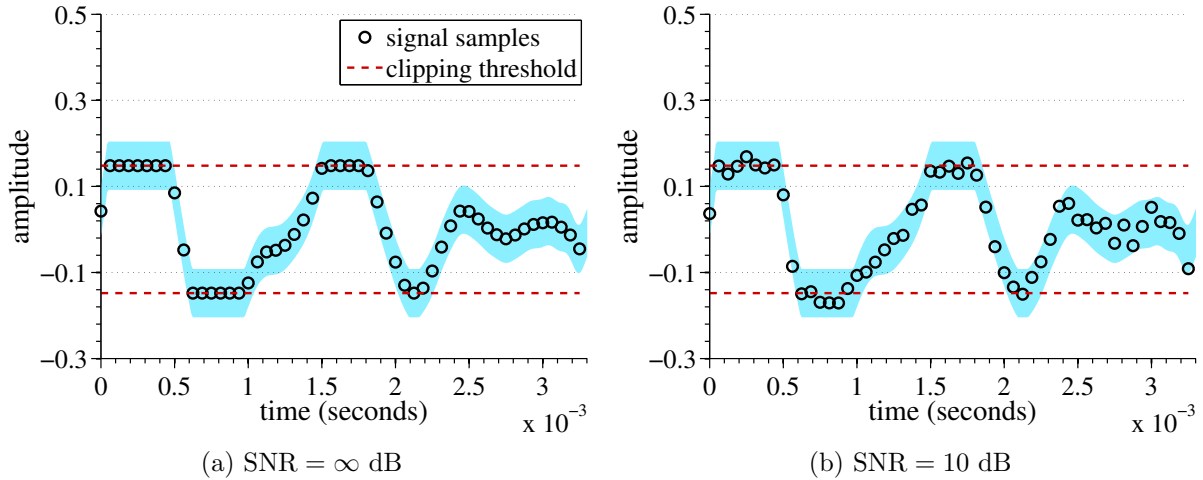 0.5
0.3
0.1
−0.1
−0.3
amplitude
signal samples
clipping threshold
0 0.5 1 1.5 2 2.5 3
time (seconds)
x 10−3
(a) SNR = ∞ dB
0.5
0.3
0.1
−0.1
−0.3
amplitude
0 0.5 1 1.5 2 2.5 3
time (seconds)
x 10−3
(b) SNR = 10 dB